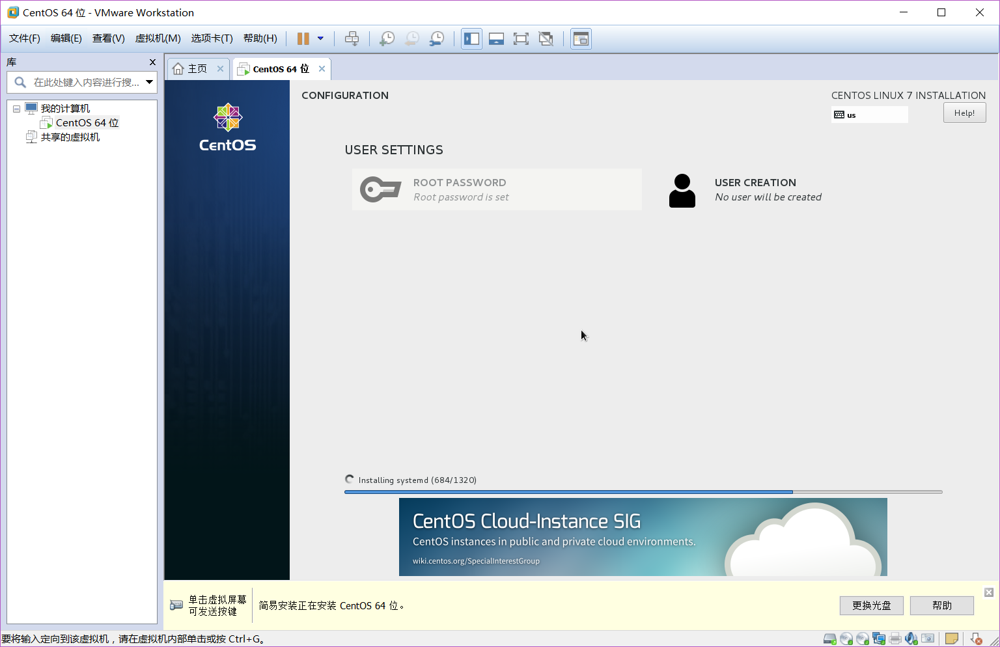 CentOS 64 位 - VMware Workstation
文件(F) 编辑(E) 查看(V) 虚拟机(M) 选项卡(T) 帮助(H)
库
在此处键入内容进行搜...
我的计算机
CentOS 64 位
共享的虚拟机
主页
CentOS 64 位
CentOS
CONFIGURATION
CENTOS LINUX 7 INSTALLATION
us
Help!
USER SETTINGS
ROOT PASSWORD
Root password is set
USER CREATION
No user will be created
Installing systemd (684/1320)
CentOS Cloud-Instance SIG
CentOS instances in public and private cloud environments.
wiki.centos.org/SpecialInterestGroup
单击虚拟屏幕
可发送按键
简易安装正在安装 CentOS 64 位。
更换光盘
帮助
要将输入定向到该虚拟机，请在虚拟机内部单击或按 Ctrl+G。